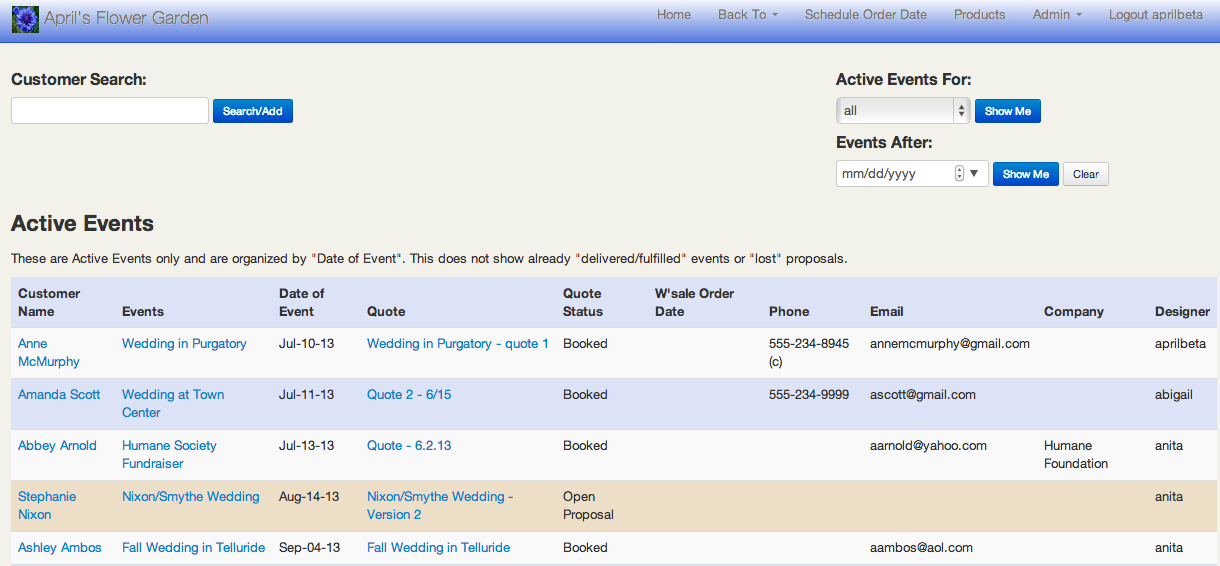 April's Flower Garden
Home Back To Schedule Order Date Products Admin Logout aprilbeta
Customer Search:
Search/Add
Active Events For:
all Show Me
Events After:
mm/dd/yyyy Show Me Clear
Active Events
These are Active Events only and are organized by "Date of Event". This does not show already "delivered/fulfilled" events or "lost" proposals.
Customer Name Events Date of Event Quote Quote Status W'sale Order Date Phone Email Company Designer
Anne McMurphy Wedding in Purgatory Jul-10-13 Wedding in Purgatory - quote 1 Booked 555-234-8945 (c) annemcmurphy@gmail.com aprilbeta
Amanda Scott Wedding at Town Center Jul-11-13 Quote 2 - 6/15 Booked 555-234-9999 ascott@gmail.com abigail
Abbey Arnold Humane Society Fundraiser Jul-13-13 Quote - 6.2.13 Booked aarnold@yahoo.com Humane Foundation anita
Stephanie Nixon Nixon/Smythe Wedding Aug-14-13 Nixon/Smythe Wedding - Version 2 Open Proposal anita
Ashley Ambos Fall Wedding in Telluride Sep-04-13 Fall Wedding in Telluride Booked aambos@aol.com anita